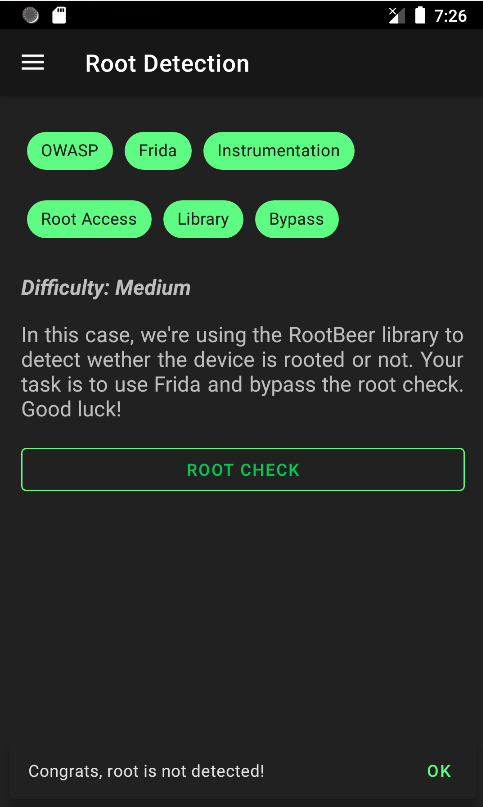 7:26
Root Detection
OWASP Frida Instrumentation
Root Access Library Bypass
Difficulty: Medium
In this case, we're using the RootBeer library to
detect wether the device is rooted or not. Your
task is to use Frida and bypass the root check.
Good luck!
ROOT CHECK
Congrats, root is not detected! OK